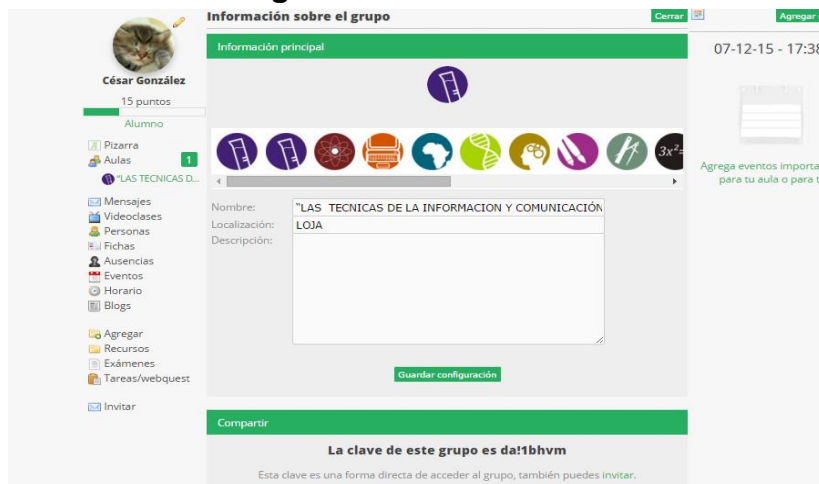 Información sobre el grupo
Cerrar
Agregar
07-12-15 - 17:38
César González
15 puntos
Alumno
Pizarra
Aulas 1
"LAS TECNICAS D...
Mensajes
Videoclases
Personas
Fichas
Ausencias
Eventos
Horario
Blogs
Agregar
Recursos
Exámenes
Tareas/webquest
Invitar
Información principal
3x²=
Nombre: "LAS TECNICAS DE LA INFORMACION Y COMUNICACIÓN
Localización: LOJA
Descripción:
Guardar configuración
Compartir
La clave de este grupo es da!1bhvm
Esta clave es una forma directa de acceder al grupo, también puedes invitar.
Agrega eventos importa
para tu aula o para t